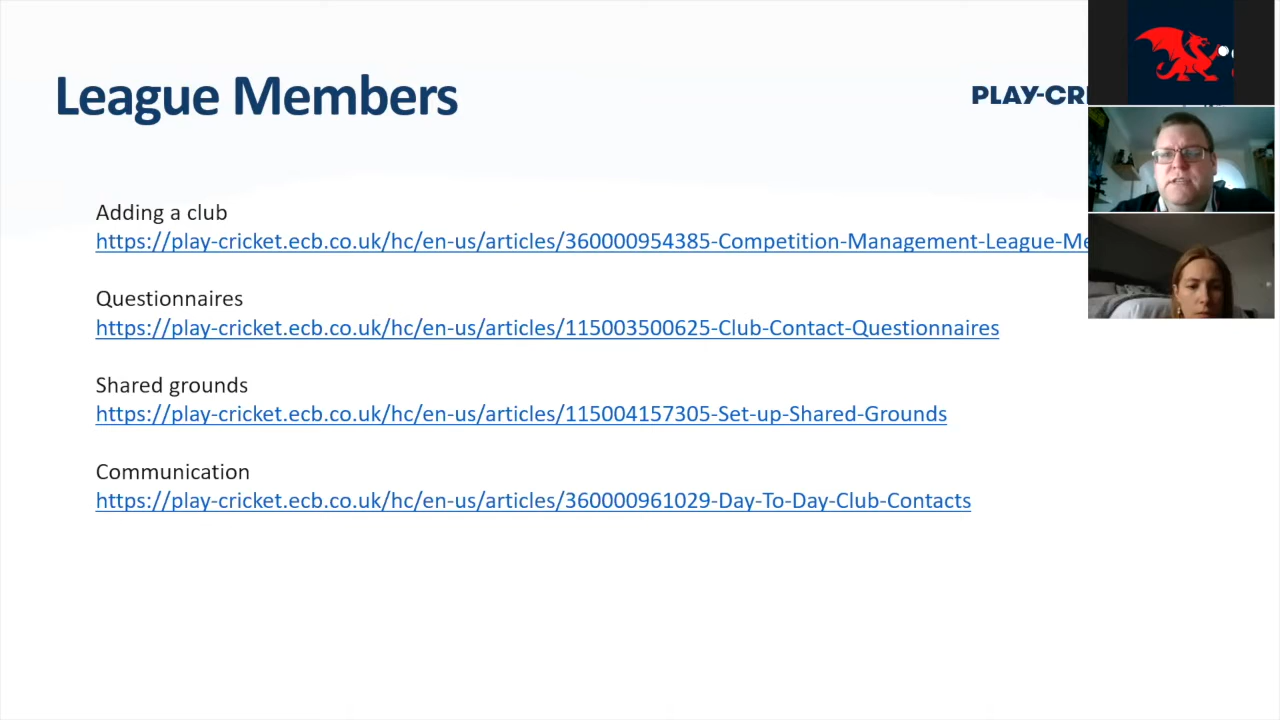 League Members
PLAY-CRI
Adding a club
https://play-cricket.ecb.co.uk/hc/en-us/articles/360000954385-Competition-Management-League-Me
Questionnaires
https://play-cricket.ecb.co.uk/hc/en-us/articles/115003500625-Club-Contact-Questionnaires
Shared grounds
https://play-cricket.ecb.co.uk/hc/en-us/articles/115004157305-Set-up-Shared-Grounds
Communication
https://play-cricket.ecb.co.uk/hc/en-us/articles/360000961029-Day-To-Day-Club-Contacts